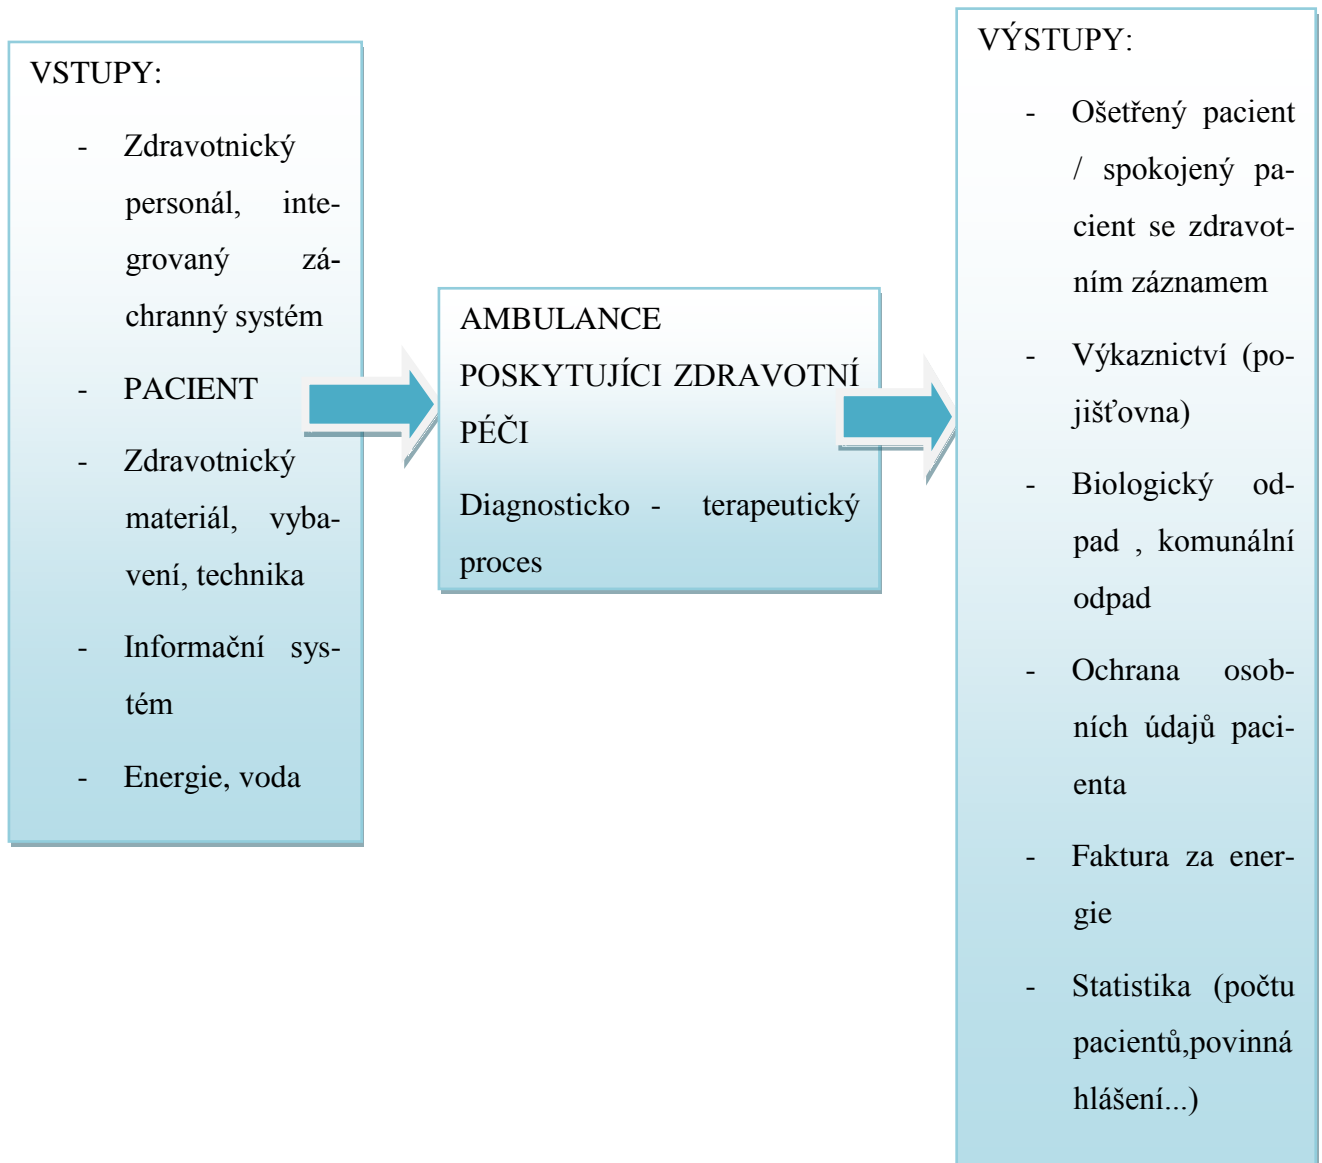 VSTUPY:
- Zdravotnický
personál, inte-
grovaný zá-
chranný systém
- PACIENT
- Zdravotnický
materiál, vyba-
vení, technika
- Informační sys-
tém
- Energie, voda
AMBULANCE
POSKYTUJÍCI ZDRAVOTNÍ
PÉČI
Diagnosticko - terapeutický
proces
VÝSTUPY:
- Ošetřený pacient
/ spokojený pa-
cient se zdravot-
ním záznamem
- Výkaznictví (po-
jišťovna)
- Biologický od-
pad , komunální
odpad
- Ochrana osob-
ních údajů paci-
enta
- Faktura za ener-
gie
- Statistika (počtu
pacientů,povinná
hlášení...)